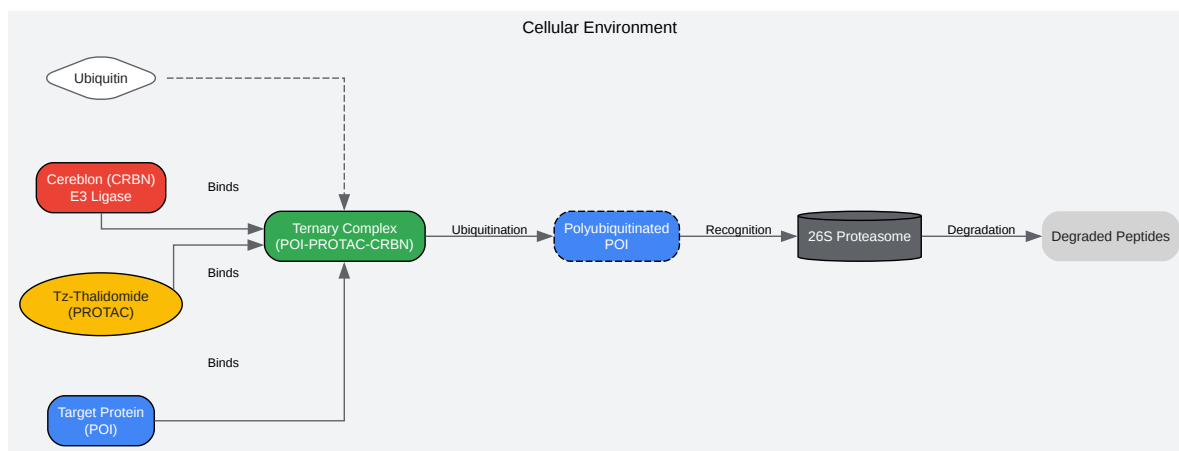 Cellular Environment
Ubiquitin
Cereblon (CRBN)
E3 Ligase
Binds
Ternary Complex
(POI-PROTAC-CRBN)
Ubiquitination
Polyubiquitinated
POI
Recognition
26S Proteasome
Degradation
Degraded Peptides
Binds
Tz-Thalidomide
(PROTAC)
Binds
Target Protein
(POI)